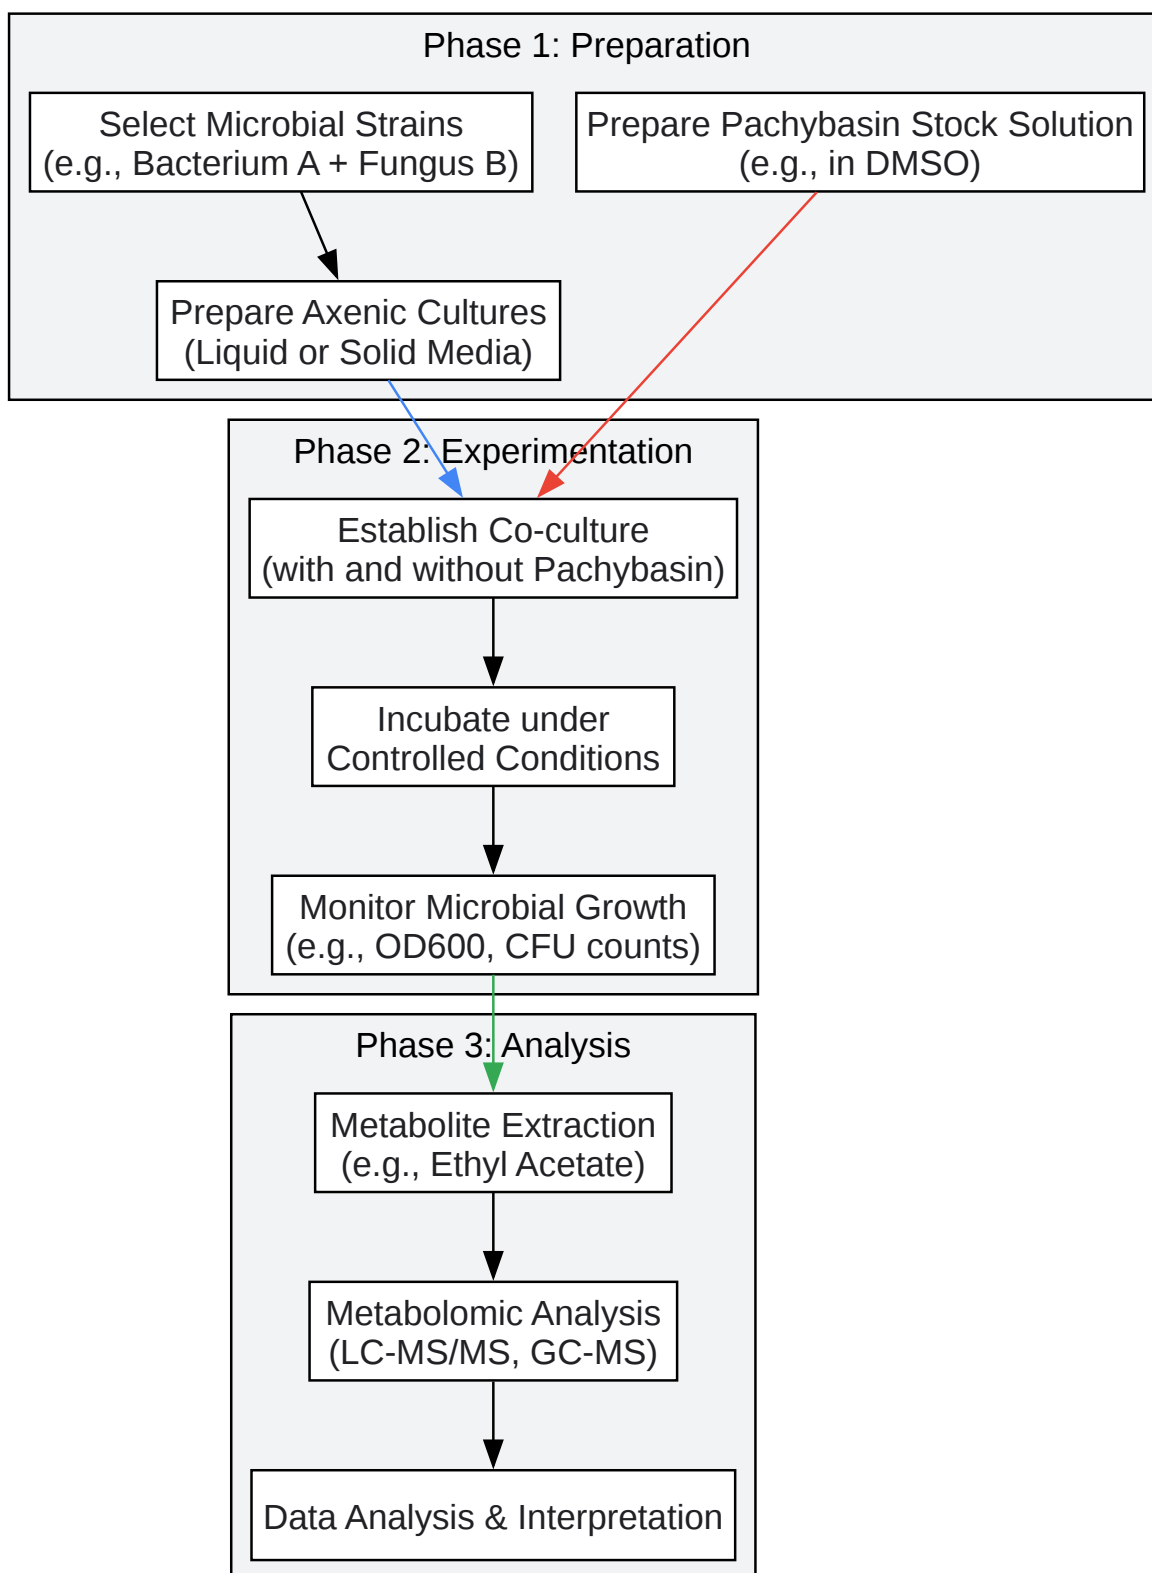 Phase 1: Preparation
Select Microbial Strains
(e.g., Bacterium A + Fungus B)
Prepare Pachybasin Stock Solution
(e.g., in DMSO)
Prepare Axenic Cultures
(Liquid or Solid Media)
Phase 2: Experimentation
Establish Co-culture
(with and without Pachybasin)
Incubate under
Controlled Conditions
Monitor Microbial Growth
(e.g., OD600, CFU counts)
Phase 3: Analysis
Metabolite Extraction
(e.g., Ethyl Acetate)
Metabolomic Analysis
(LC-MS/MS, GC-MS)
Data Analysis & Interpretation